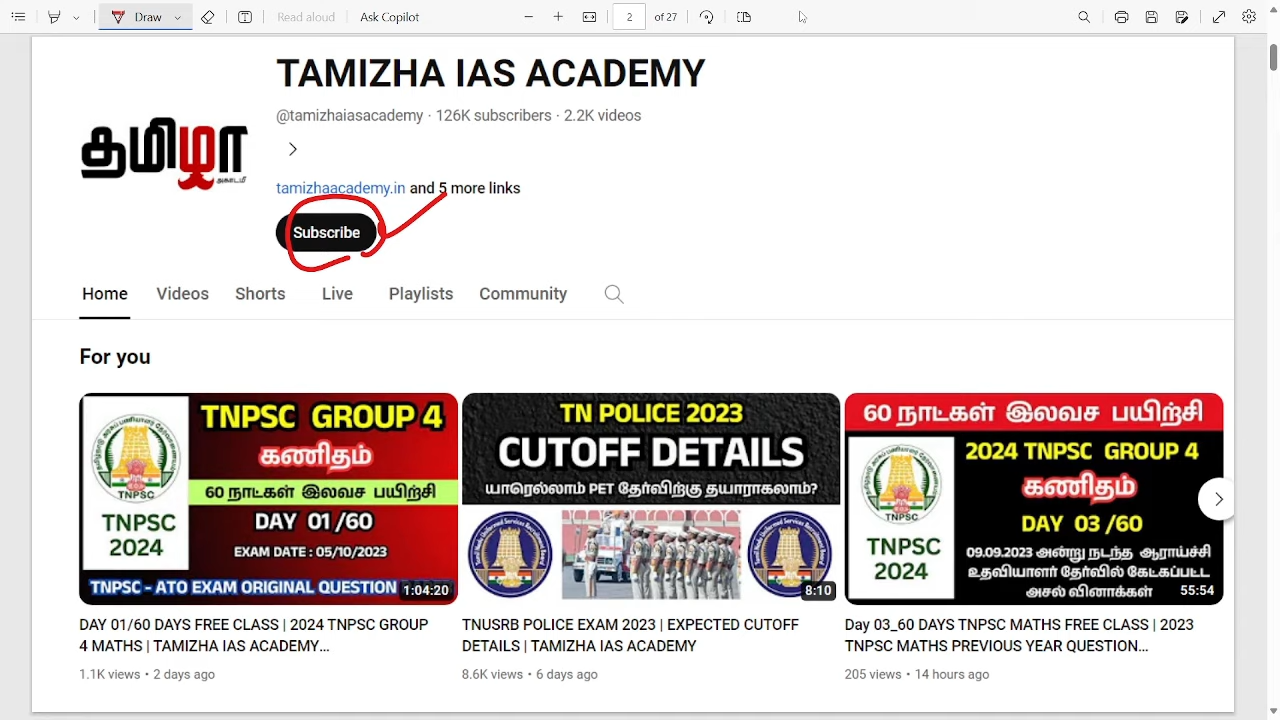 Draw
Read aloud
Ask Copilot
2 of 27
TAMIZHA IAS ACADEMY
@tamizhaiasacademy · 126K subscribers · 2.2K videos
தமிழா
அகாடமி
tamizhaacademy.in and 5 more links
Subscribe
Home Videos Shorts Live Playlists Community
For you
TNPSC GROUP 4
கணிதம்
60 நாட்கள் இலவச பயிற்சி
DAY 01/60
EXAM DATE : 05/10/2023
TNPSC
TNPSC
2024
TNPSC - ATO EXAM ORIGINAL QUESTION
1:04:20
DAY 01/60 DAYS FREE CLASS | 2024 TNPSC GROUP
4 MATHS | TAMIZHA IAS ACADEMY...
1.1K views · 2 days ago
TN POLICE 2023
CUTOFF DETAILS
யாரெல்லாம் PET தேர்விற்கு தயாராகலாம்?
8:10
TNUSRB POLICE EXAM 2023 | EXPECTED CUTOFF
DETAILS | TAMIZHA IAS ACADEMY
8.6K views · 6 days ago
60 நாட்கள் இலவச பயிற்சி
2024 TNPSC GROUP 4
கணிதம்
DAY 03 /60
TNPSC
TNPSC
2024
09.09.2023 அன்று நடந்த ஆராய்ச்சி
உதவியாளர் தேர்வில் கேட்கப்பட்ட
அசல் வினாக்கள்
55:54
Day 03_60 DAYS TNPSC MATHS FREE CLASS | 2023
TNPSC MATHS PREVIOUS YEAR QUESTION...
205 views · 14 hours ago